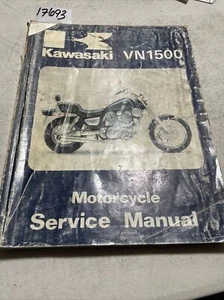 17693
Kawasaki VN1500
Motorcycle
Service Manual